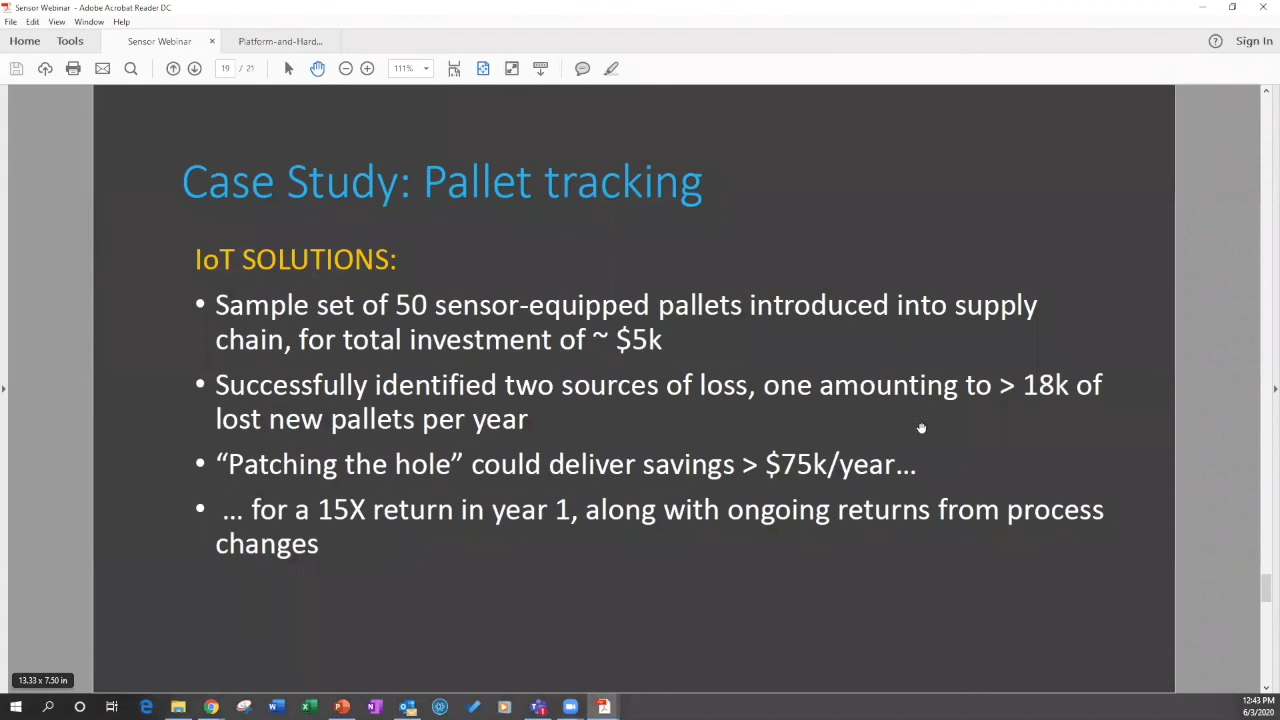 Sensor Webinar - Adobe Acrobat Reader DC
File Edit View Window Help
Home Tools Sensor Webinar × Platform-and-Hard... Sign In
19 / 21 111%
Case Study: Pallet tracking
IoT SOLUTIONS:
• Sample set of 50 sensor-equipped pallets introduced into supply
chain, for total investment of ~ $5k
• Successfully identified two sources of loss, one amounting to > 18k of
lost new pallets per year
• “Patching the hole” could deliver savings > $75k/year…
• … for a 15X return in year 1, along with ongoing returns from process
changes
13.33 x 7.50 in
12:43 PM
6/3/2020